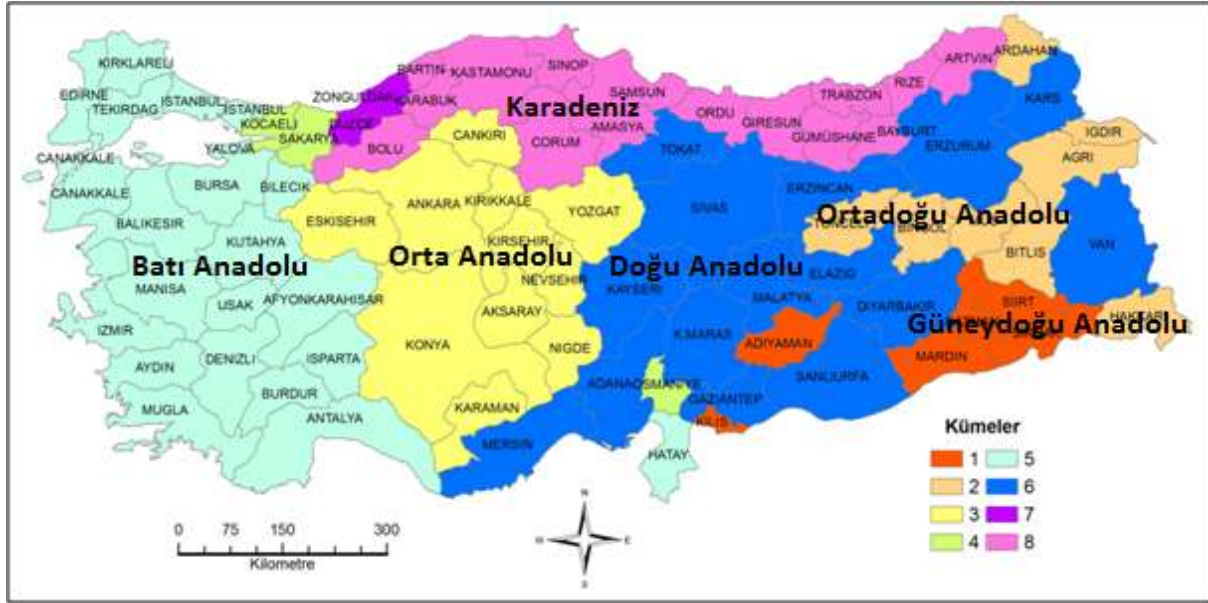 KIRKLARELI
EDIRNE
TEKIRDAG
ISTANBUL
ISTANBUL
KOCAELI
SAKARYA
YALOVA
CANAKKALE
CANAKKALE
BURSA
BILECIK
BALIKESIR
KUTAHYA
Batı Anadolu
MANISA
USAK
AFYONKARAHISAR
IZMIR
AYDIN
DENIZLI
ISPARTA
BURDUR
MUGLA
ANTALYA
ZONGULDAK
BARTIN
KASTAMONU
SINOP
KARABUK
Karadeniz
SAMSUN
DUZCE
BOLU
CANKIRI
CORUM
AMASYA
ORDU
GIRESUN
TRABZON
RIZE
ARTVIN
ARDAHAN
GUMUSHANE
BAYBURT
KARS
ERZURUM
IGDIR
AGRI
TOKAT
ESKISEHIR
ANKARA
KIRIKKALE
YOZGAT
SIVAS
ERZINCAN
Ortadoğu Anadolu
TUNCELI
BITLIS
VAN
Orta Anadolu
KIRSEHIR
NEVSEHIR
Doğu Anadolu
KAYSERI
ELAZIG
MALATYA
DIYARBAKIR
SIIRT
HAKKARI
Güneydoğu Anadolu
MARDIN
AKSARAY
KONYA
NIGDE
KARAMAN
K.MARAS
ADIYAMAN
SANLIURFA
ADANA
OSMANIYE
GAZIANTEP
KILIS
MERSIN
HATAY
Kümeler
1 5
2 6
3 7
4 8
N
E
S
0 75 150 300
Kilometre